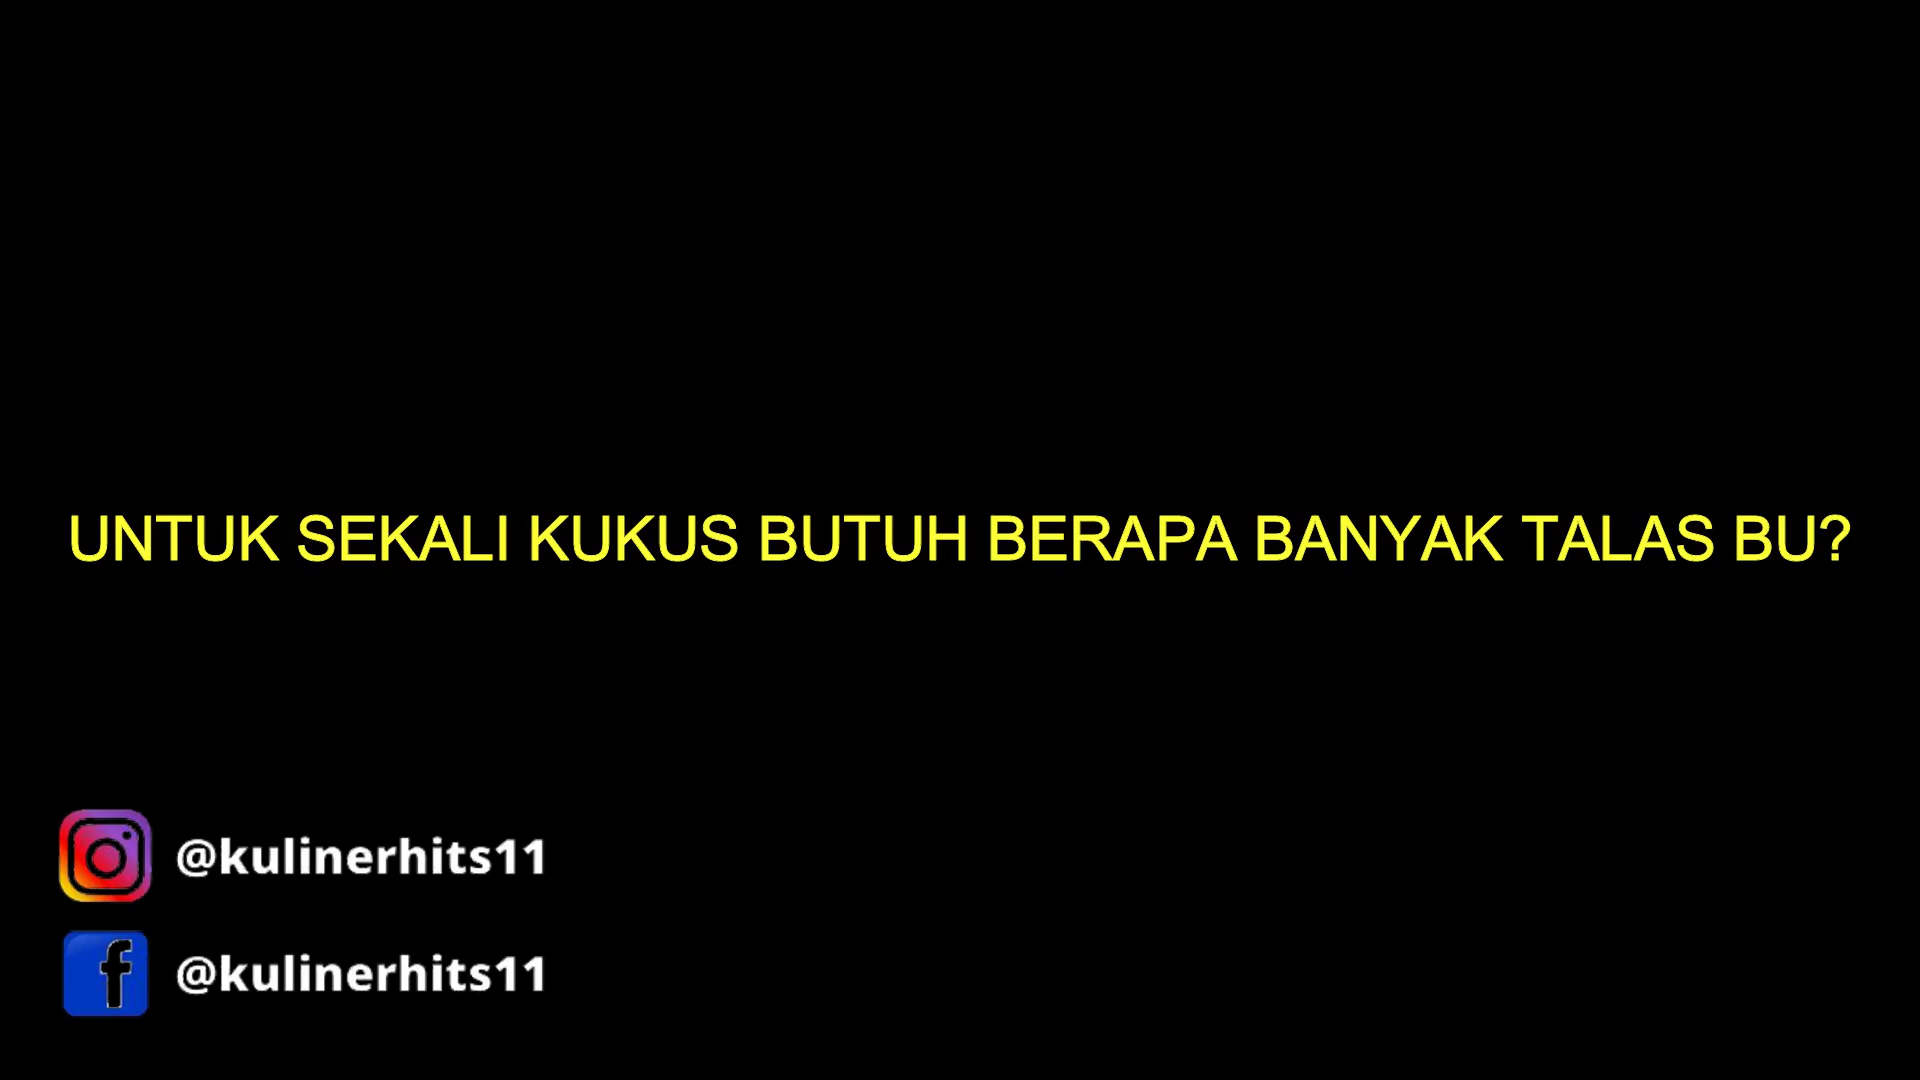 UNTUK SEKALI KUKUS BUTUH BERAPA BANYAK TALAS BU?
@kulinerhits11
@kulinerhits11